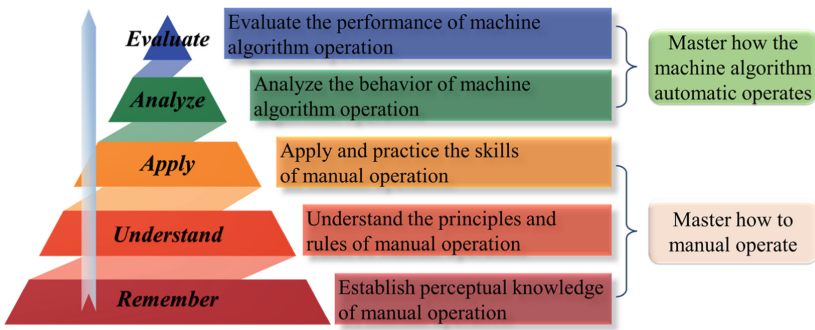 Evaluate
Evaluate the performance of machine
algorithm operation
Analyze
Analyze the behavior of machine
algorithm operation
Master how the
machine algorithm
automatic operates
Apply
Apply and practice the skills
of manual operation
Understand
Understand the principles and
rules of manual operation
Remember
Establish perceptual knowledge
of manual operation
Master how to
manual operate